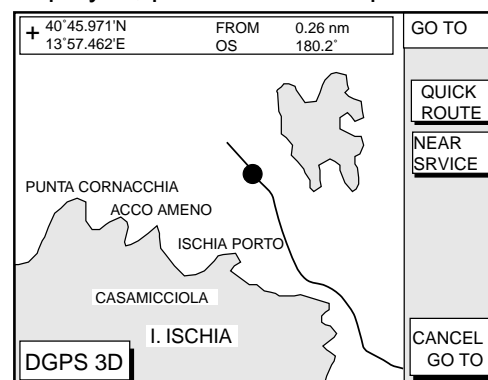 + 40˚45.971'N FROM 0.26 nm
13˚57.462'E OS 180.2˚
GO TO
QUICK
ROUTE
NEAR
SRVICE
PUNTA CORNACCHIA
ACCO AMENO
ISCHIA PORTO
CASAMICCIOLA
I. ISCHIA
DGPS 3D
CANCEL
GO TO